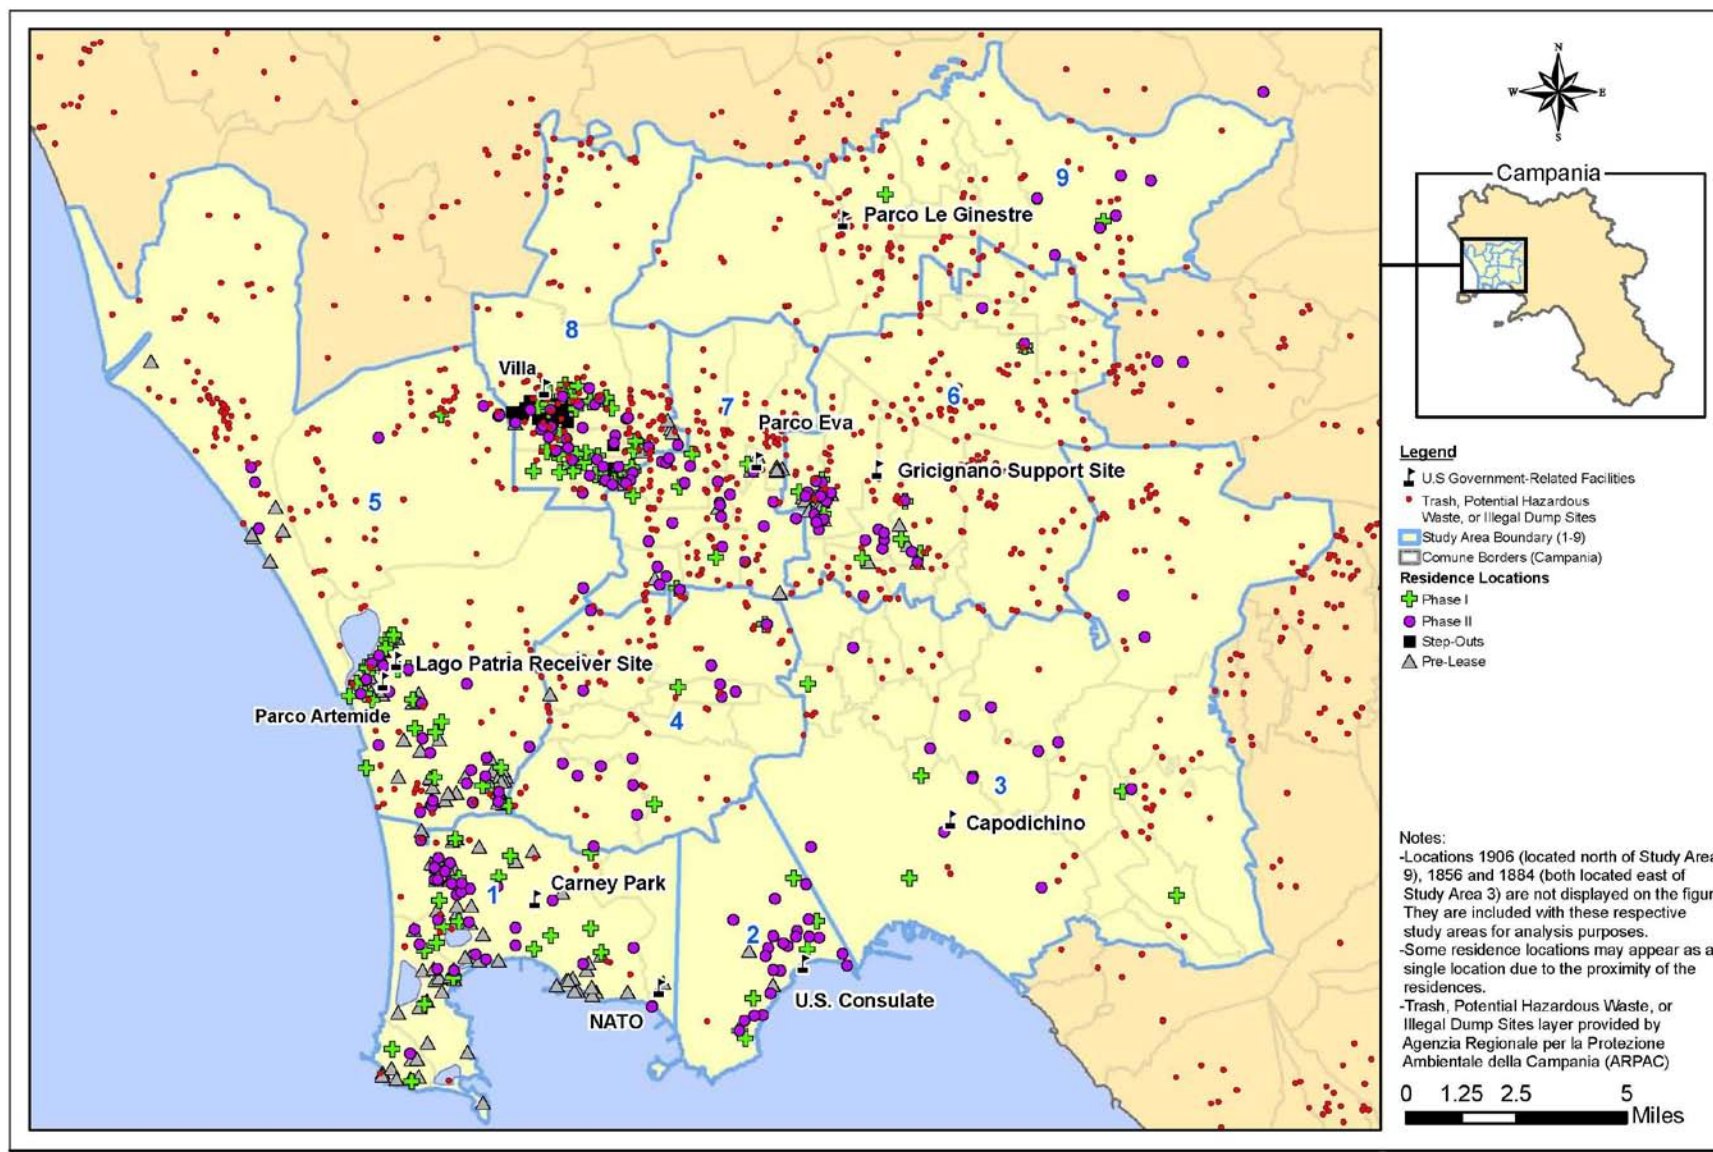 N
W E
S
Campania
9
Parco Le Ginestre
8
Villa
7
6
Parco Eva
Gricignano Support Site
5
Lago Patria Receiver Site
Parco Artemide
4
3
Capodichino
Carney Park
1
2
U.S. Consulate
NATO
Legend
U.S Government-Related Facilities
Trash, Potential Hazardous
Waste, or Illegal Dump Sites
Study Area Boundary (1-9)
Comune Borders (Campania)
Residence Locations
Phase I
Phase II
Step-Outs
Pre-Lease
Notes:
-Locations 1906 (located north of Study Area
9), 1856 and 1884 (both located east of
Study Area 3) are not displayed on the figur
They are included with these respective
study areas for analysis purposes.
-Some residence locations may appear as a
single location due to the proximity of the
residences.
-Trash, Potential Hazardous Waste, or
Illegal Dump Sites layer provided by
Agenzia Regionale per la Protezione
Ambientale della Campania (ARPAC)
0 1.25 2.5 5
Miles